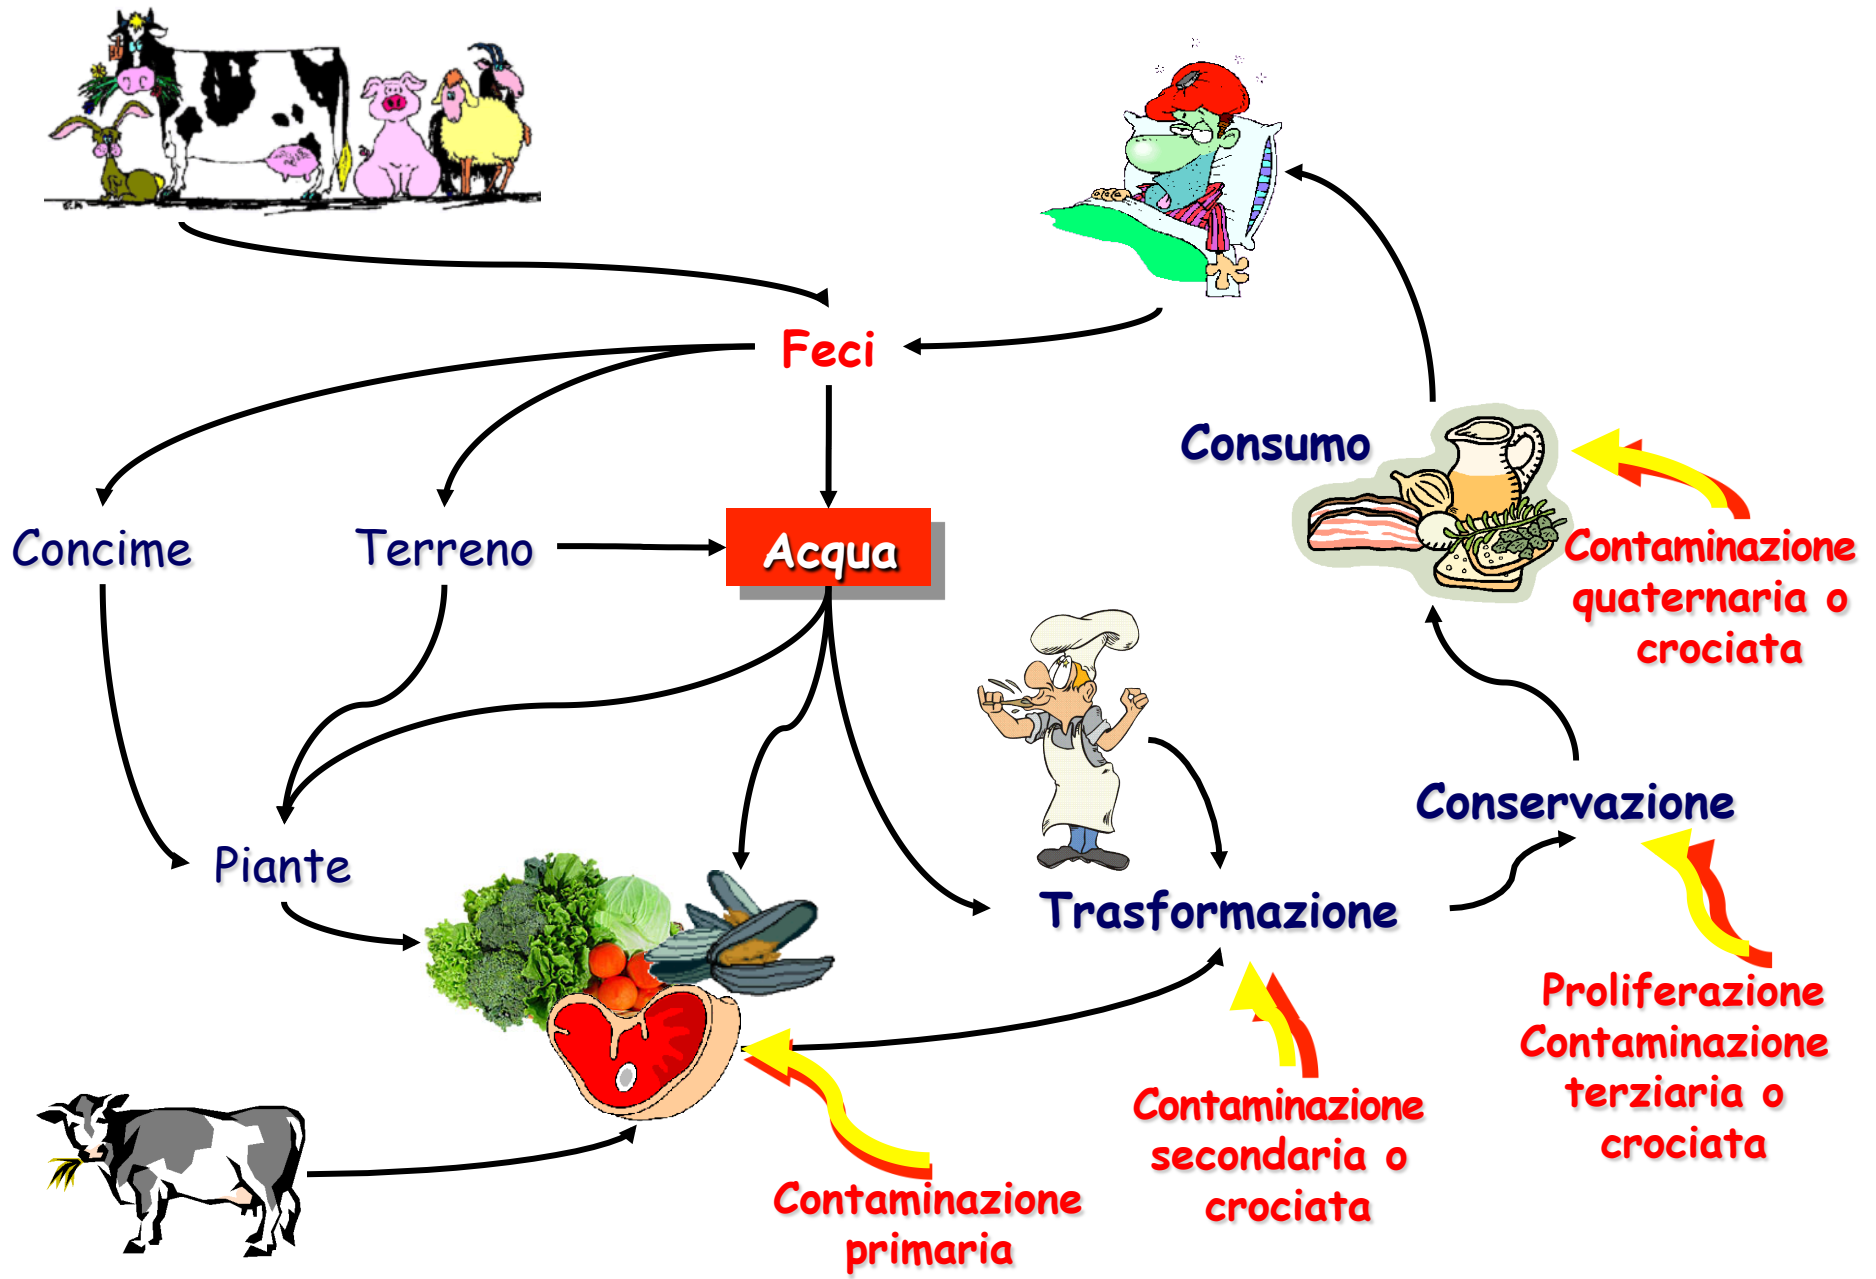 Feci
Consumo
Concime
Terreno
Acqua
Contaminazione
quaternaria o
crociata
Conservazione
Piante
Trasformazione
Proliferazione
Contaminazione
terziaria o
crociata
Contaminazione
secondaria o
crociata
Contaminazione
primaria